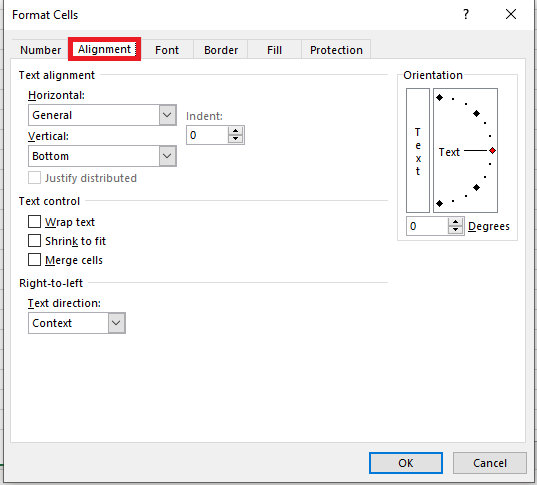 Format Cells
?
Number Alignment Font Border Fill Protection
Text alignment
Horizontal:
General
Indent:
Vertical:
0
Bottom
Justify distributed
Text control
Wrap text
Shrink to fit
Merge cells
Right-to-left
Text direction:
Context
Orientation
Text
Text
0 Degrees
OK Cancel